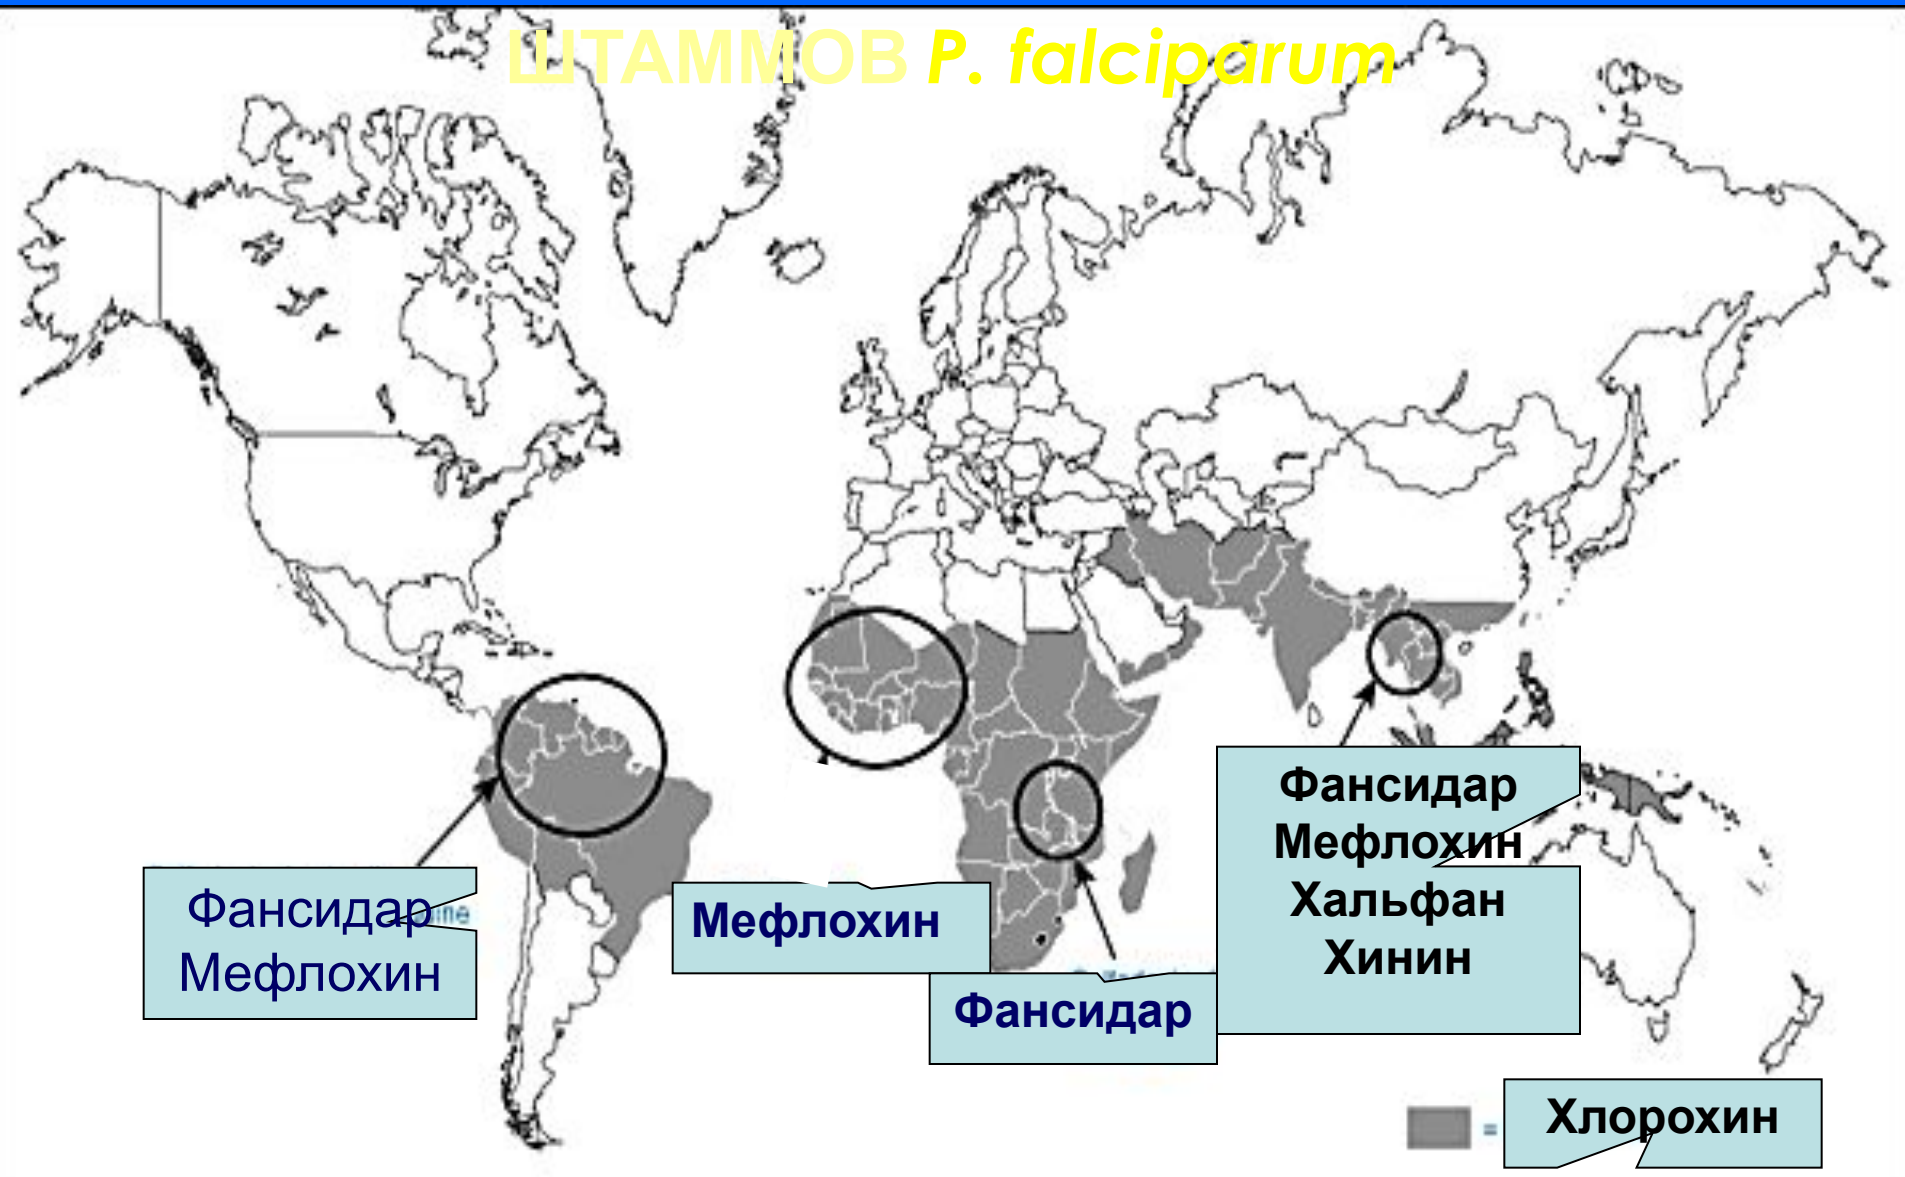 ШТАММОВ P. falciparum
Фансидар
Мефлохин
Мефлохин
Фансидар
Фансидар
Мефлохин
Хальфан
Хинин
= Хлорохин